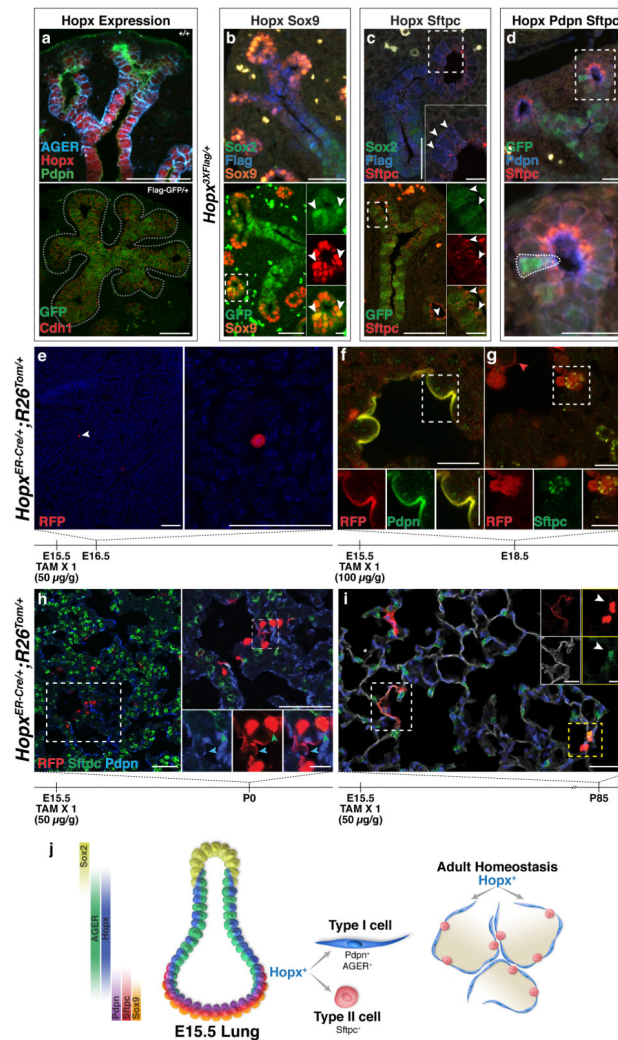 Hopx Expression
Hopx Sox9
Hopx Sftpc
Hopx Pdpn Sftpc
a
+/+
AGER
Hopx
Pdpn
Flag-GFP/+
GFP
Cdh1
Hopx3XFlag/+
b
Sox2
Flag
Sox9
GFP
Sox9
c
Sox2
Flag
Sftpc
GFP
Sftpc
d
GFP
Pdpn
Sftpc
HopxER-Cre/+;R26Tom/+
e
RFP
f
RFP
Pdpn
g
RFP
Sftpc
E15.5
TAM X 1
(50 µg/g)
E16.5
E15.5
TAM X 1
(100 µg/g)
E18.5
HopxER-Cre/+;R26Tom/+
h
RFP Sftpc Pdpn
i
E15.5
TAM X 1
(50 µg/g)
P0
E15.5
TAM X 1
(50 µg/g)
P85
j
Sox2
AGER
Hopx
Pdpn
Sftpc
Sox9
E15.5 Lung
Hopx+
Type I cell
Pdpn+
AGER+
Type II cell
Sftpc+
Adult Homeostasis
Hopx+